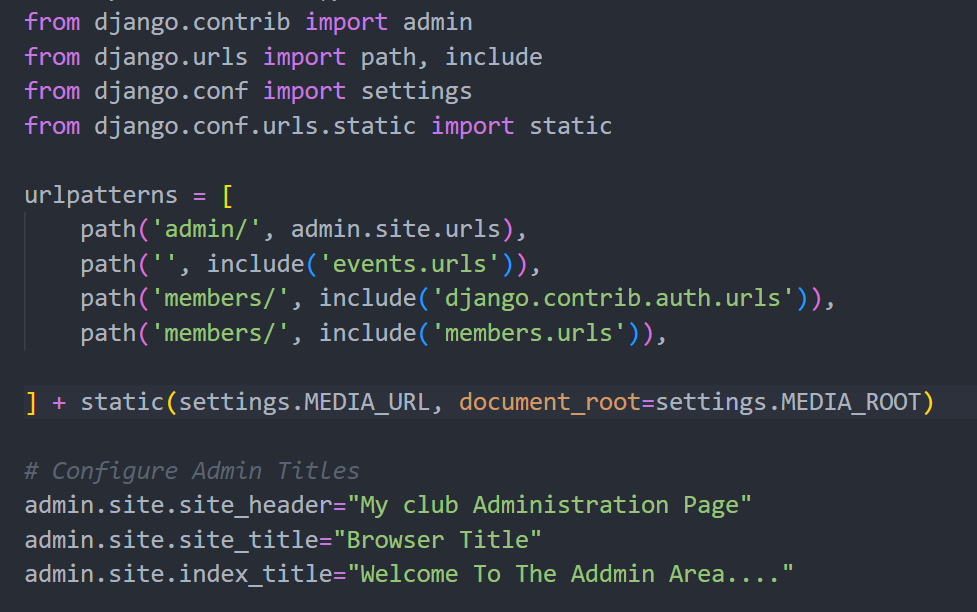 from django.contrib import admin
from django.urls import path, include
from django.conf import settings
from django.conf.urls.static import static
urlpatterns = [
    path('admin/', admin.site.urls),
    path('', include('events.urls')),
    path('members/', include('django.contrib.auth.urls')),
    path('members/', include('members.urls')),
] + static(settings.MEDIA_URL, document_root=settings.MEDIA_ROOT)
# Configure Admin Titles
admin.site.site_header="My club Administration Page"
admin.site.site_title="Browser Title"
admin.site.index_title="Welcome To The Addmin Area...."